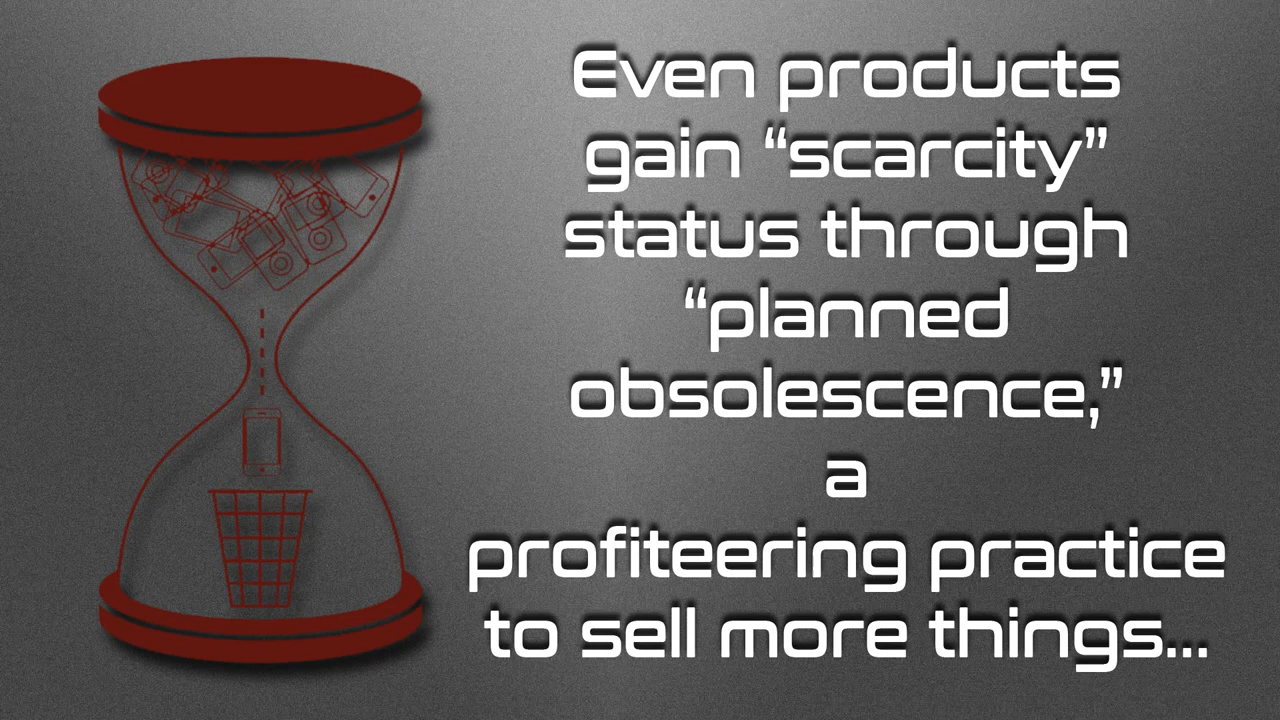 Even products
gain “scarcity”
status through
“planned
obsolescence,”
a
profiteering practice
to sell more things...